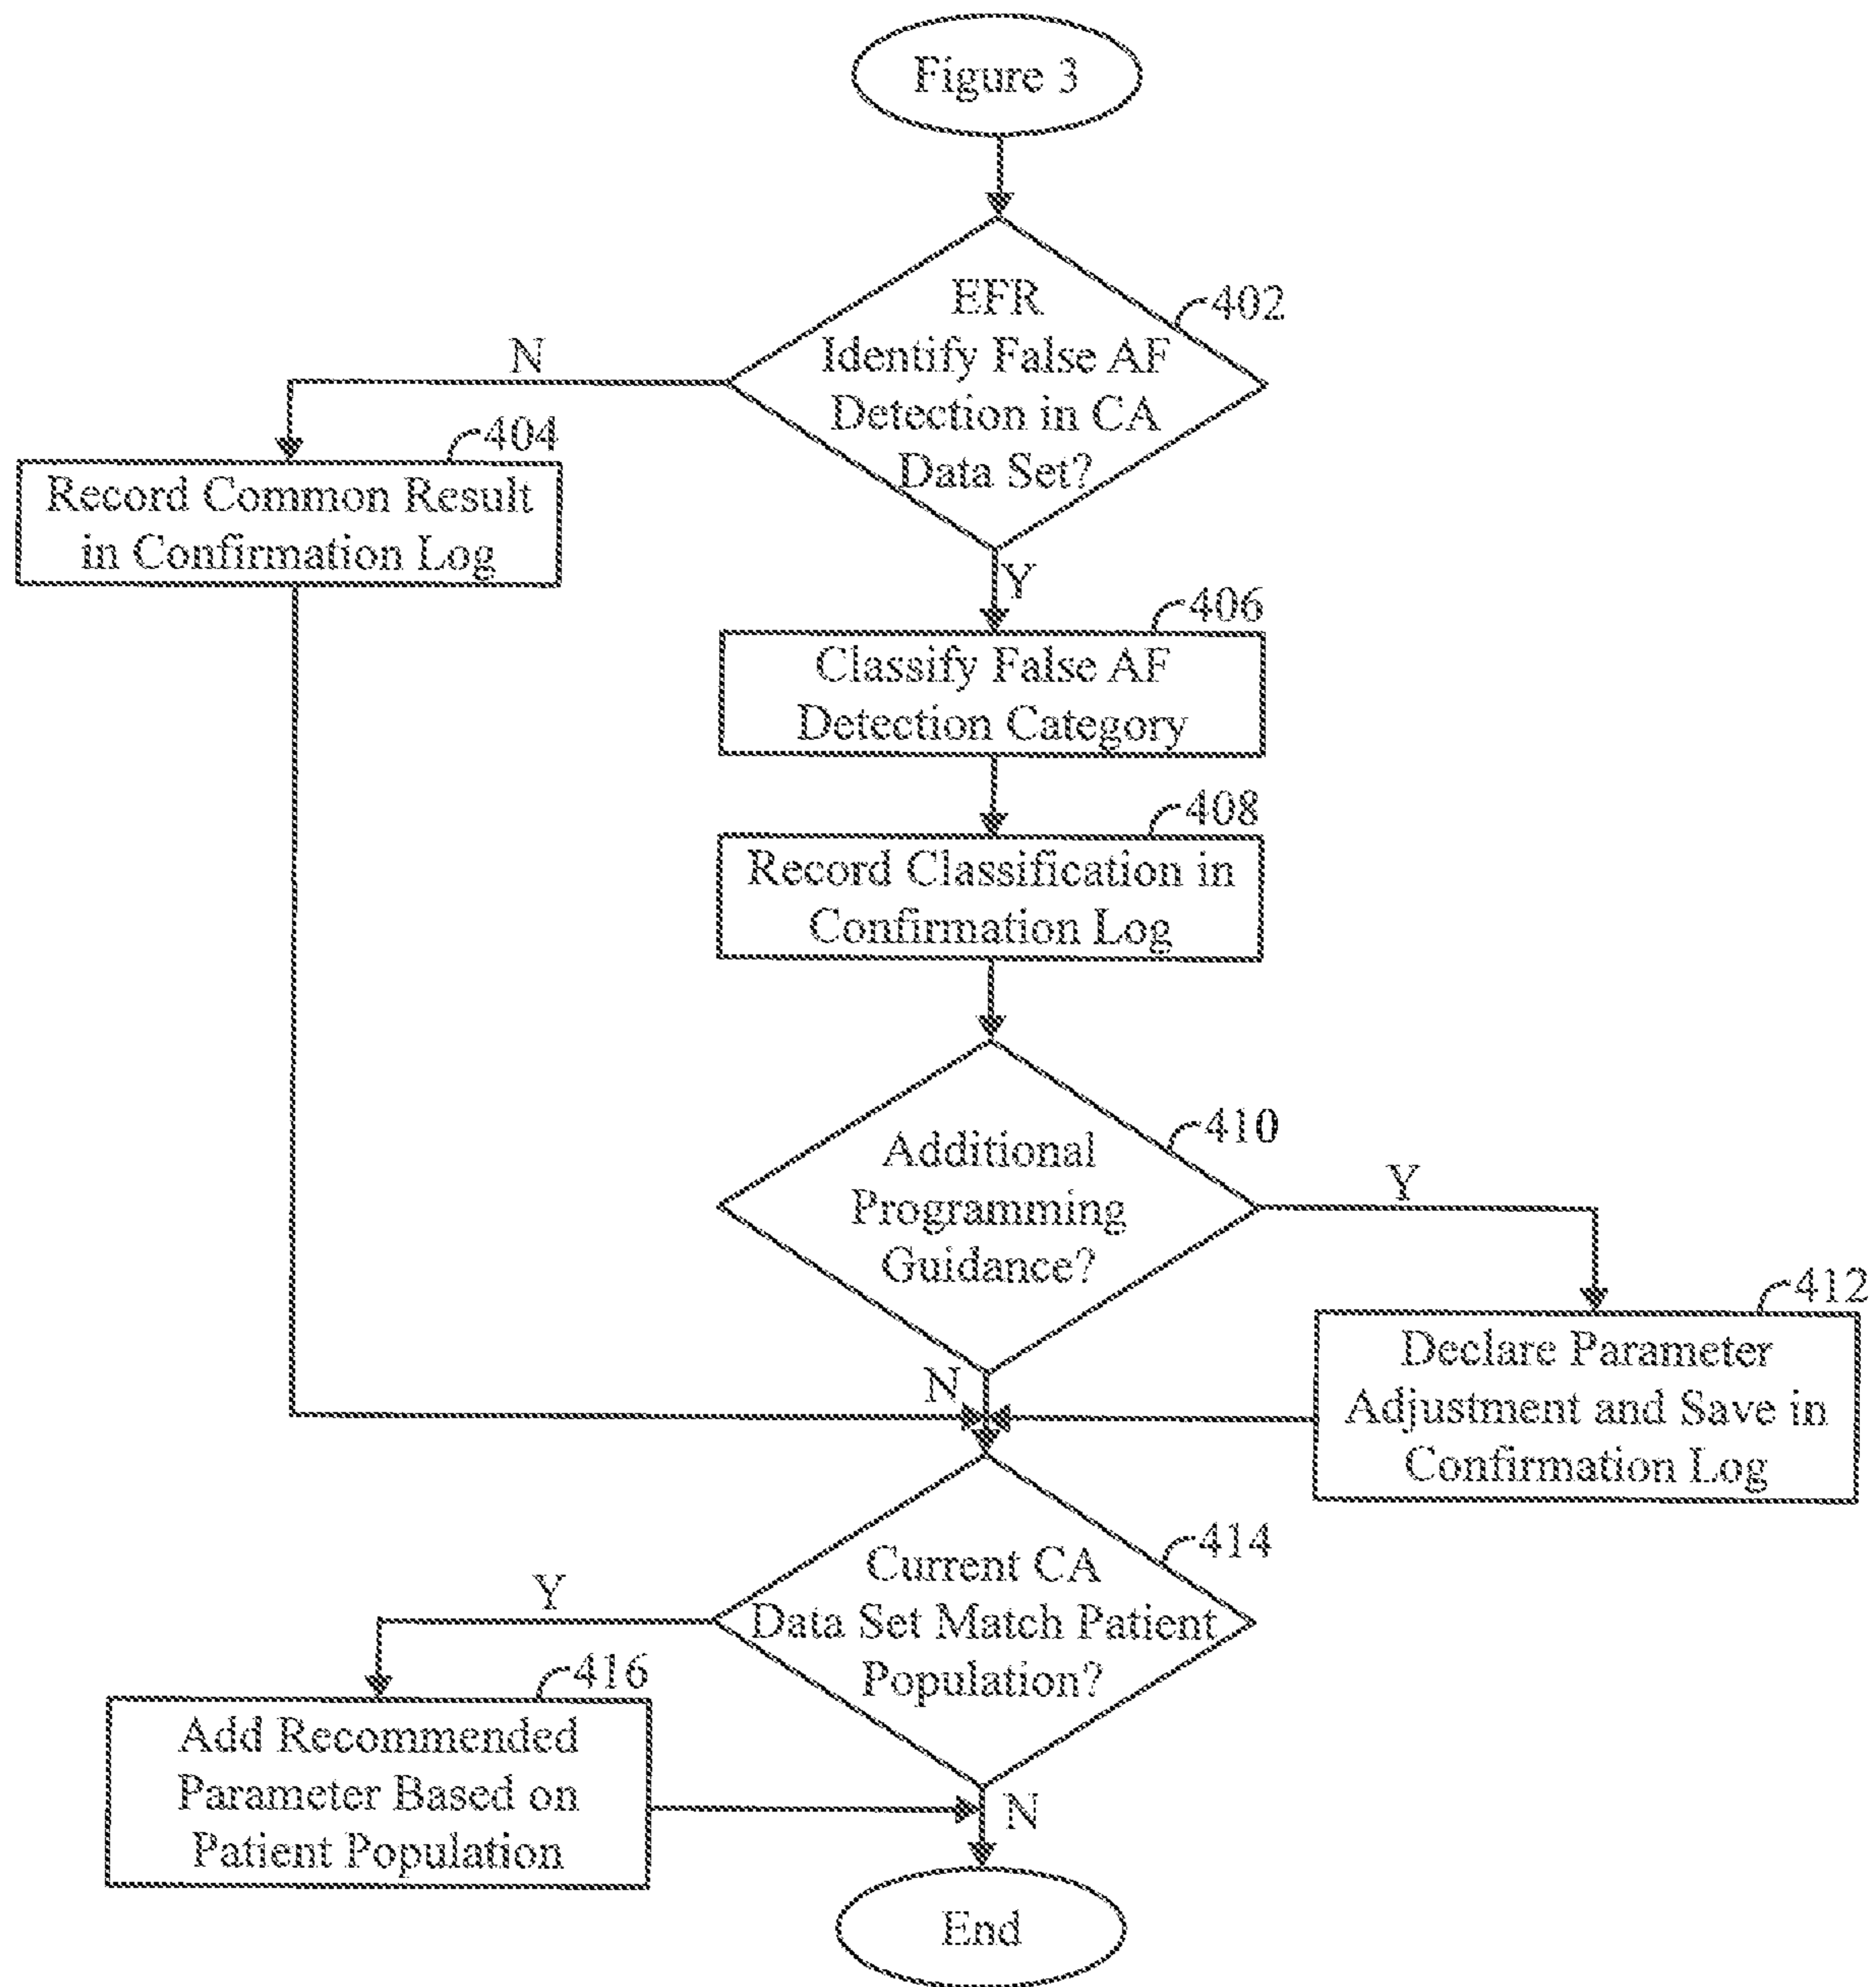 Figure 3
402
EFR
Identify False AF
Detection in CA
Data Set?
N
404
Record Common Result
in Confirmation Log
Y
406
Classify False AF
Detection Category
408
Record Classification in
Confirmation Log
410
Additional
Programming
Guidance?
Y
412
Declare Parameter
Adjustment and Save in
Confirmation Log
N
414
Current CA
Data Set Match Patient
Population?
Y
416
Add Recommended
Parameter Based on
Patient Population
N
End